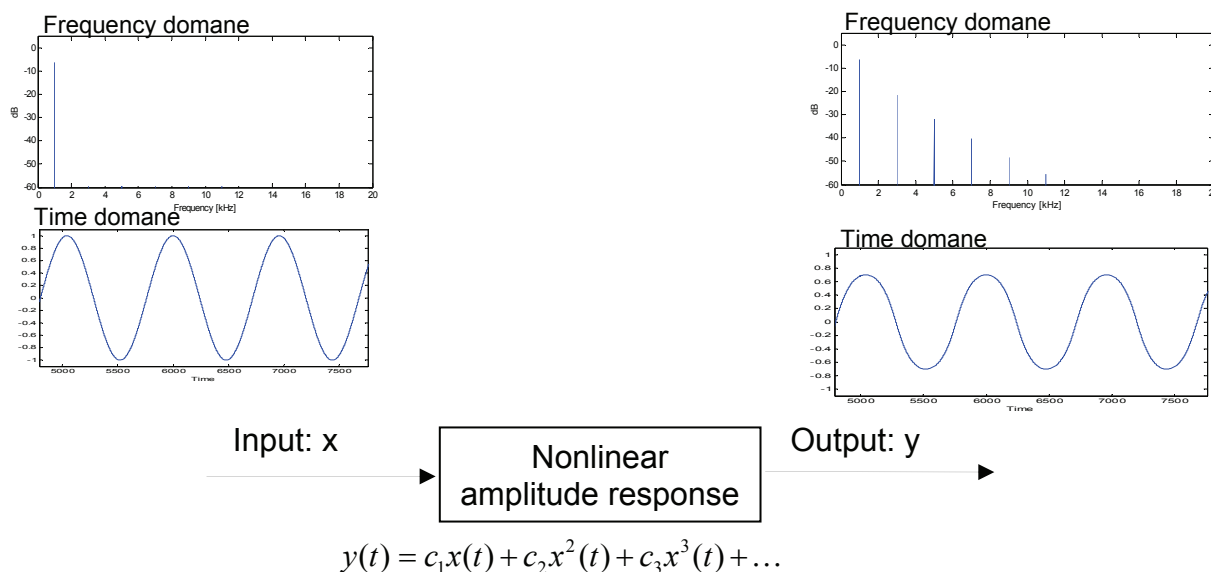 Frequency domane
0
-10
-20
-30
-40
-50
-60
dB
0 2 4 6 8 10 12 14 16 18 20
Frequency [kHz]
Time domane
1
0.8
0.6
0.4
0.2
0
-0.2
-0.4
-0.6
-0.8
-1
5000 5500 6000 6500 7000 7500
Time
Frequency domane
0
-10
-20
-30
-40
-50
-60
dB
0 2 4 6 8 10 12 14 16 18 2
Frequency [kHz]
Time domane
1
0.8
0.4
0.2
0
-0.2
-0.4
-0.6
-0.8
-1
5000 5500 6000 6500 7000
Time
Input: x
Nonlinear
amplitude response
Output: y
y(t) = c₁x(t) + c₂x²(t) + c₃x³(t) + …